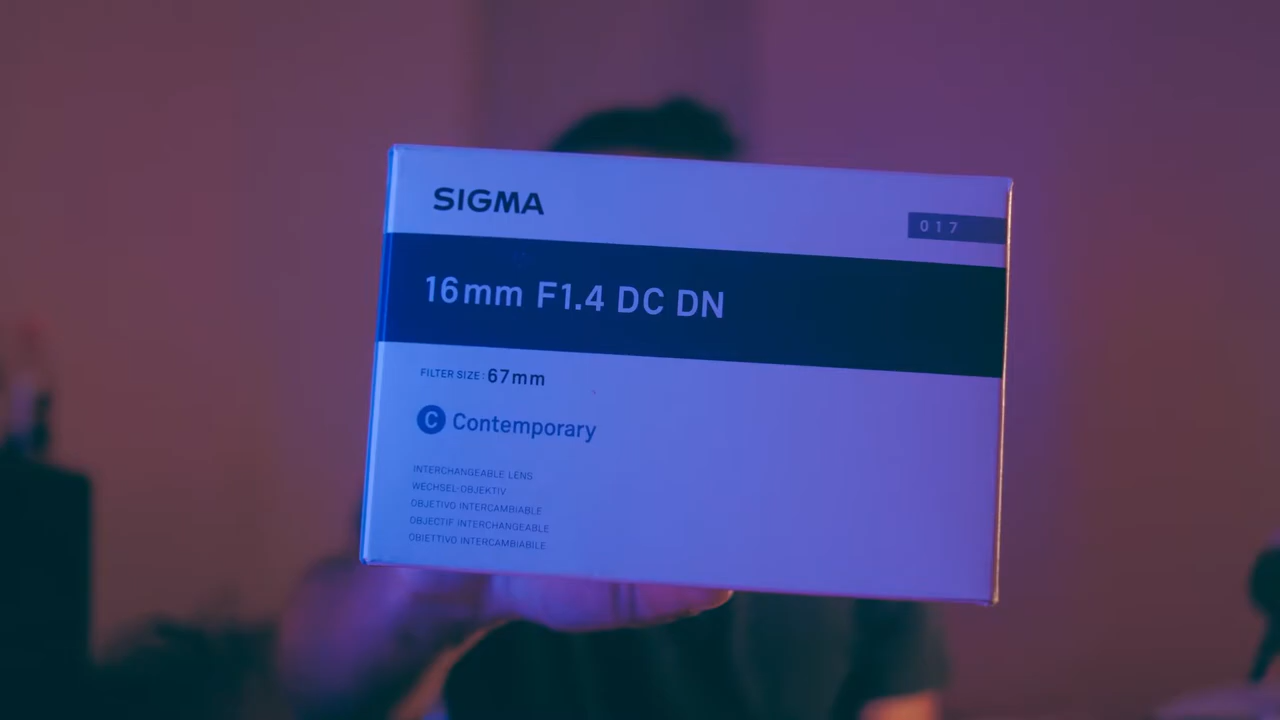 SIGMA
017
16mm F1.4 DC DN
FILTER SIZE: 67mm
C Contemporary
INTERCHANGEABLE LENS
WECHSEL-OBJEKTIV
OBJETIVO INTERCAMBIABLE
OBJECTIF INTERCHANGEABLE
OBIETTIVO INTERCAMBIABILE